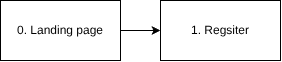 0. Landing page
1. Regsiter